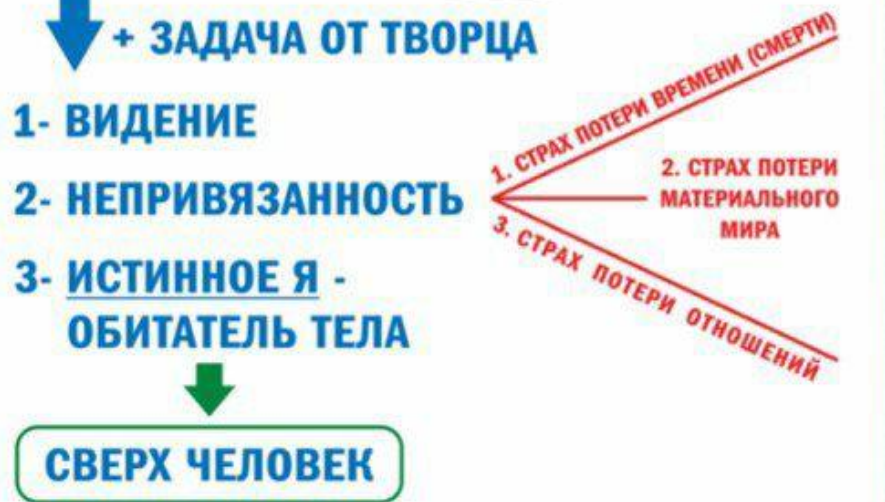 + ЗАДАЧА ОТ ТВОРЦА
1- ВИДЕНИЕ
2- НЕПРИВЯЗАННОСТЬ
1. СТРАХ ПОТЕРИ ВРЕМЕНИ (СМЕРТИ)
2. СТРАХ ПОТЕРИ
МАТЕРИАЛЬНОГО
МИРА
3. СТРАХ ПОТЕРИ ОТНОШЕНИЙ
3- ИСТИННОЕ Я -
ОБИТАТЕЛЬ ТЕЛА
СВЕРХ ЧЕЛОВЕК